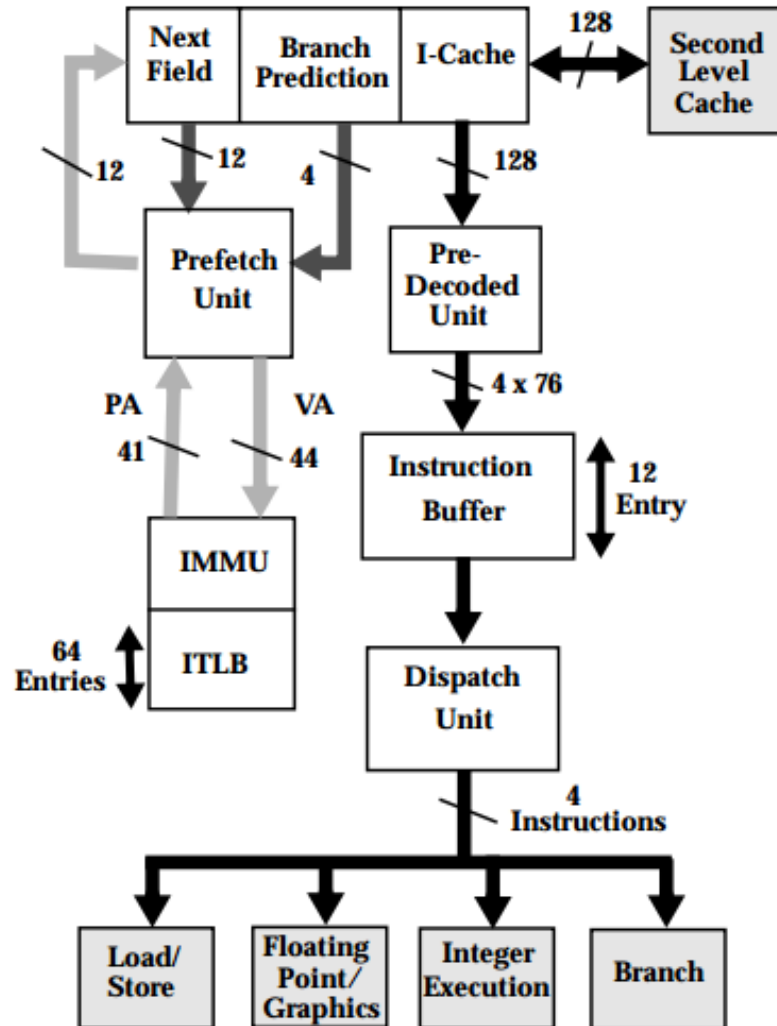 Next
Field
Branch
Prediction
I-Cache
128
Second
Level
Cache
12
12
4
128
Prefetch
Unit
Pre-
Decoded
Unit
4 x 76
PA
VA
41
44
Instruction
Buffer
12
Entry
IMMU
64
Entries
ITLB
Dispatch
Unit
4
Instructions
Load/
Store
Floating
Point/
Graphics
Integer
Execution
Branch